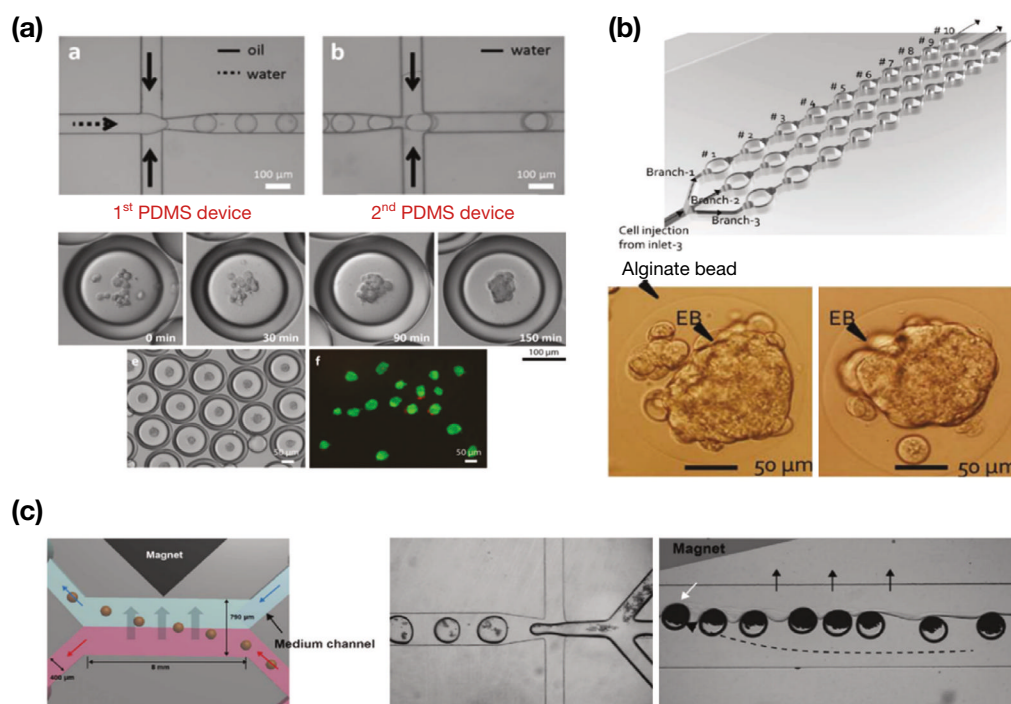 (a)
a
oil
water
100 µm
b
water
100 µm
1st PDMS device
2nd PDMS device
0 min
30 min
90 min
150 min
100 µm
e
50 µm
f
50 µm
(b)
# 1
# 2
# 3
# 4
# 5
# 6
# 7
# 8
# 9
# 10
Branch-1
Branch-2
Branch-3
Cell injection
from inlet-3
Alginate bead
EB
50 µm
EB
50 µm
(c)
Magnet
790 µm
Medium channel
8 mm
400 µm
Magnet